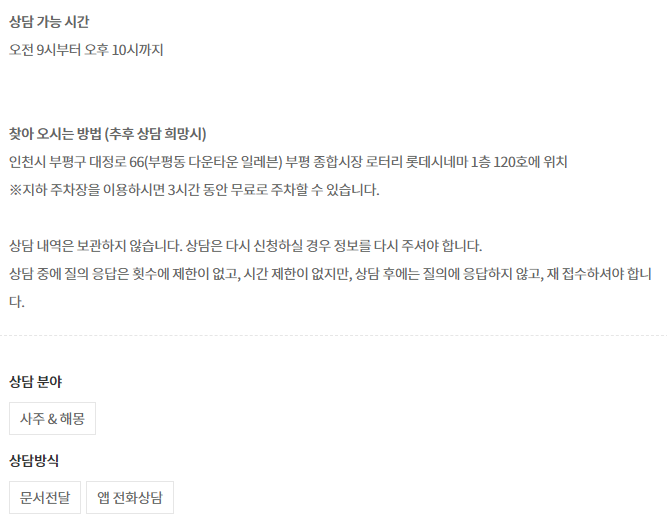 상담 가능 시간
오전 9시부터 오후 10시까지
찾아 오시는 방법 (추후 상담 희망시)
인천시 부평구 대정로 66(부평동 다운타운 일레븐) 부평 종합시장 로터리 롯데시네마 1층 120호에 위치
※지하 주차장을 이용하시면 3시간 동안 무료로 주차할 수 있습니다.
상담 내역은 보관하지 않습니다. 상담은 다시 신청하실 경우 정보를 다시 주셔야 합니다.
상담 중에 질의 응답은 횟수에 제한이 없고, 시간 제한이 없지만, 상담 후에는 질의에 응답하지 않고, 재 접수하셔야 합니
다.
상담 분야
사주 & 해몽
상담방식
문서전달 앱 전화상담